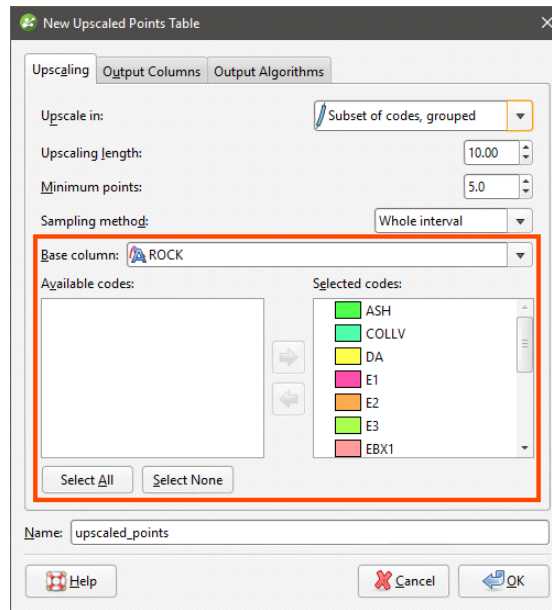 New Upscaled Points Table
Upscaling Output Columns Output Algorithms
Upscale in: Subset of codes, grouped
Upscaling length: 10.00
Minimum points: 5.0
Sampling method: Whole interval
Base column: ROCK
Available codes: Selected codes:
ASH
COLLV
DA
E1
E2
E3
EBX1
Select All Select None
Name: upscaled_points
Help Cancel OK